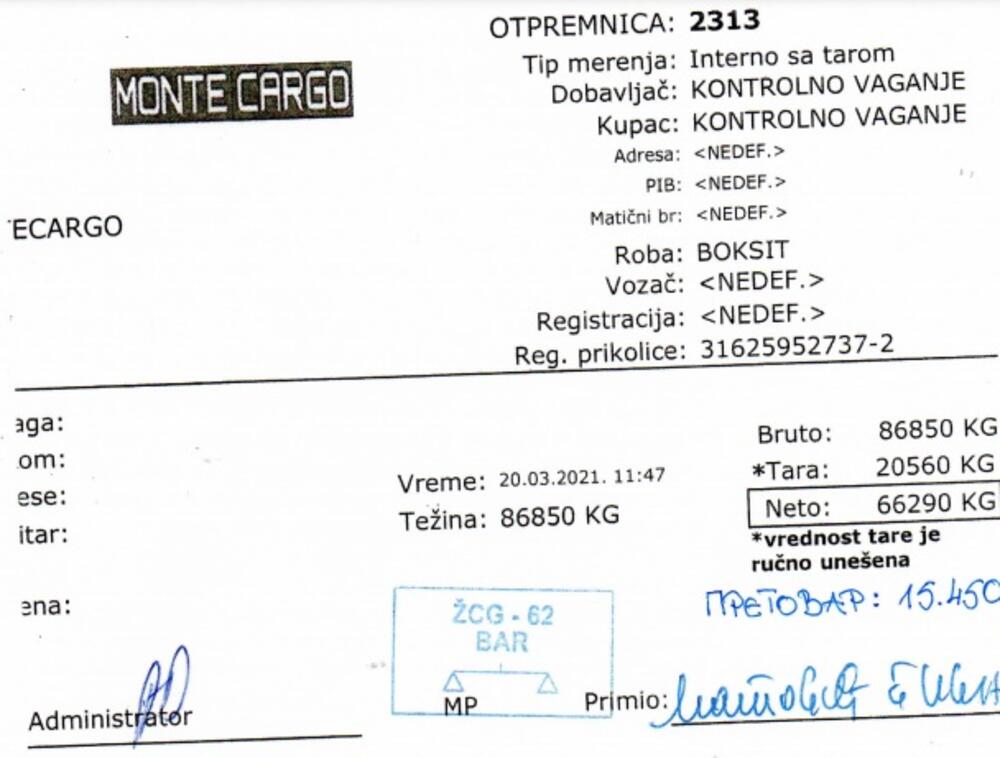 OTPREMNICA: 2313
MONTE CARGO
Tip merenja: Interno sa tarom
Dobavljač: KONTROLNO VAGANJE
Kupac: KONTROLNO VAGANJE
Adresa: <NEDEF.>
PIB: <NEDEF.>
Matični br: <NEDEF.>
ECARGO
Roba: BOKSIT
Vozač: <NEDEF.>
Registracija: <NEDEF.>
Reg. prikolice: 31625952737-2
aga:
om:
ese:
itar:
ena:
Vreme: 20.03.2021. 11:47
Težina: 86850 KG
Bruto: 86850 KG
*Tara: 20560 KG
Neto: 66290 KG
*vrednost tare je
ručno unešena
ПРЕТОВАР: 15.450
ŽCG - 62
BAR
MP
Administrator
Primio: